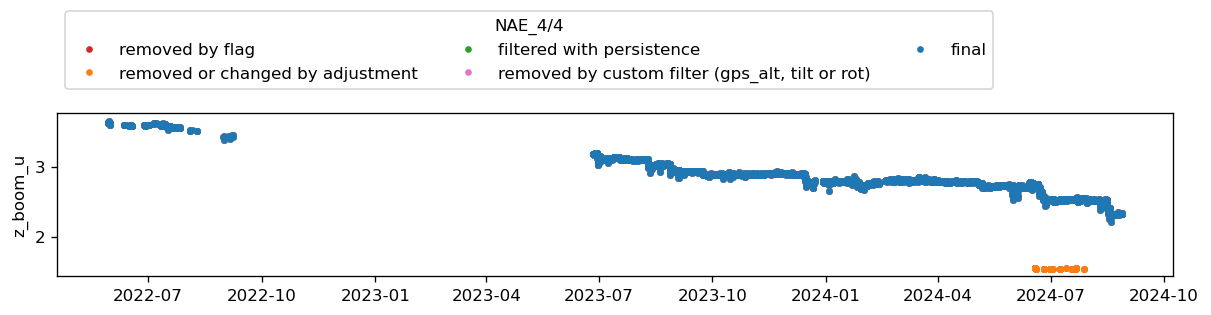 NAE_4/4
removed by flag
filtered with persistence
final
removed or changed by adjustment
removed by custom filter (gps_alt, tilt or rot)
z_boom_u
3
2
2022-07 2022-10 2023-01 2023-04 2023-07 2023-10 2024-01 2024-04 2024-07 2024-10